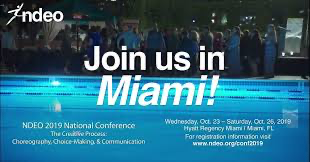 ndeo
Join us in
Miami!
NDEO 2019 National Conference
The Creative Process:
Choreography, Choice-Making, & Communication
Wednesday, Oct. 23 – Saturday, Oct. 26, 2019
Hyatt Regency Miami / Miami, FL
For registration information visit
www.ndeo.org/conf2019